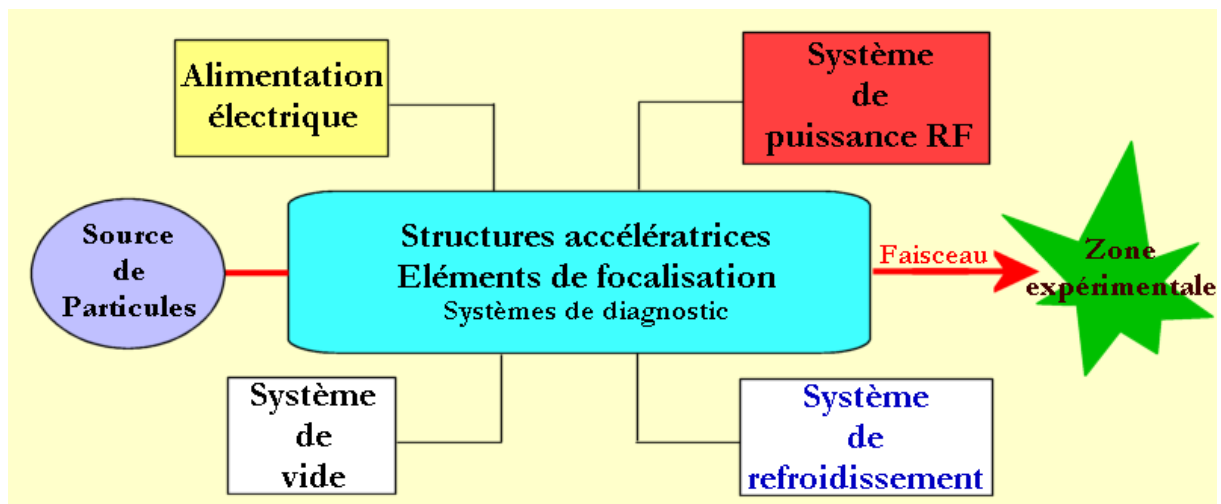 Alimentation
électrique
Système
de
puissance RF
Source
de
Particules
Structures accélératrices
Eléments de focalisation
Systèmes de diagnostic
Faisceau
Zone
expérimentale
Système
de
vide
Système
de
refroidissement